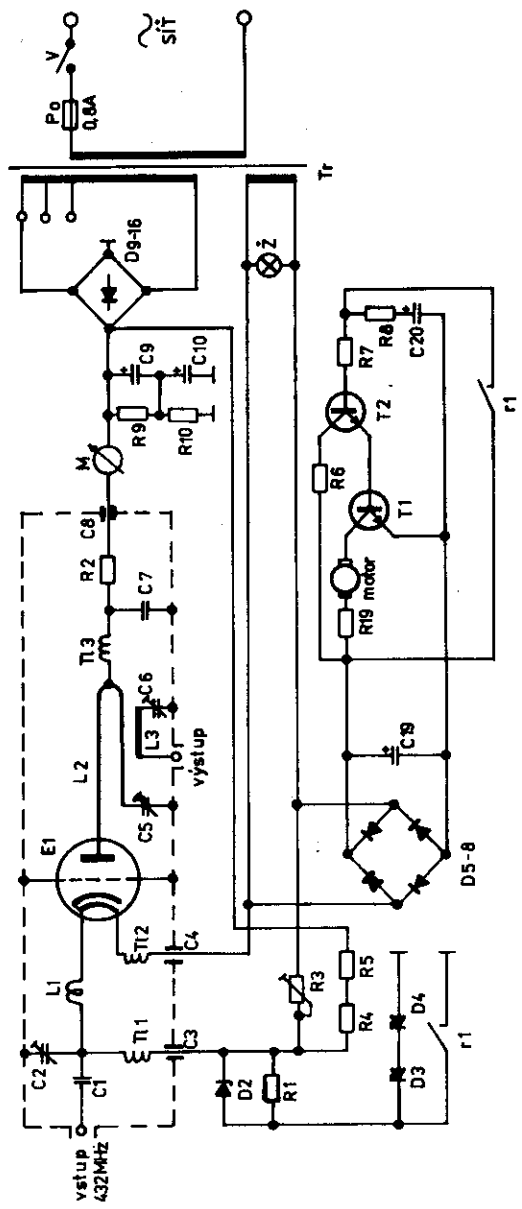 vstup
432MHz
C1
C2
L1
Tl1
C3
Tl2
C4
E1
L2
C5
L3
výstup
C6
Tl3
C7
R2
C8
M
R9
R10
C9
C10
D9-16
Po
0,8A
V
SÍŤ
Tr
Ž
D2
R1
R3
R4
R5
D3
D4
r1
D5-8
C19
R19
motor
T1
R6
T2
R7
R8
C20
r1